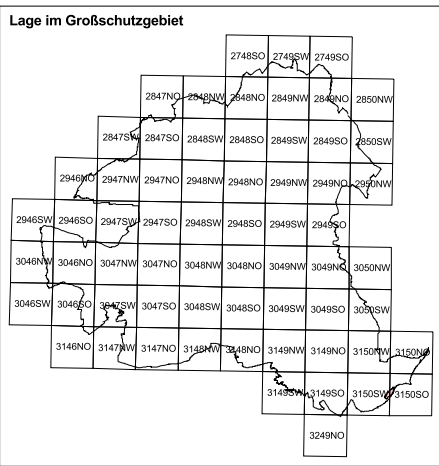 Lage im Großschutzgebiet
2748SO 2749SW 2749SO
2847NO 2848NW 2848NO 2849NW 2849NO 2850NW
2847SW 2847SO 2848SW 2848SO 2849SW 2849SO 2850SW
2946NO 2947NW 2947NO 2948NW 2948NO 2949NW 2949NO 2950NW
2946SW 2946SO 2947SW 2947SO 2948SW 2948SO 2949SW 2949SO
3046NW 3046NO 3047NW 3047NO 3048NW 3048NO 3049NW 3049NO 3050NW
3046SW 3046SO 3047SW 3047SO 3048SW 3048SO 3049SW 3049SO 3050SW
3146NO 3147NW 3147NO 3148NW 3148NO 3149NW 3149NO 3150NW 3150NO
3149SW 3149SO 3150SW 3150SO
3249NO